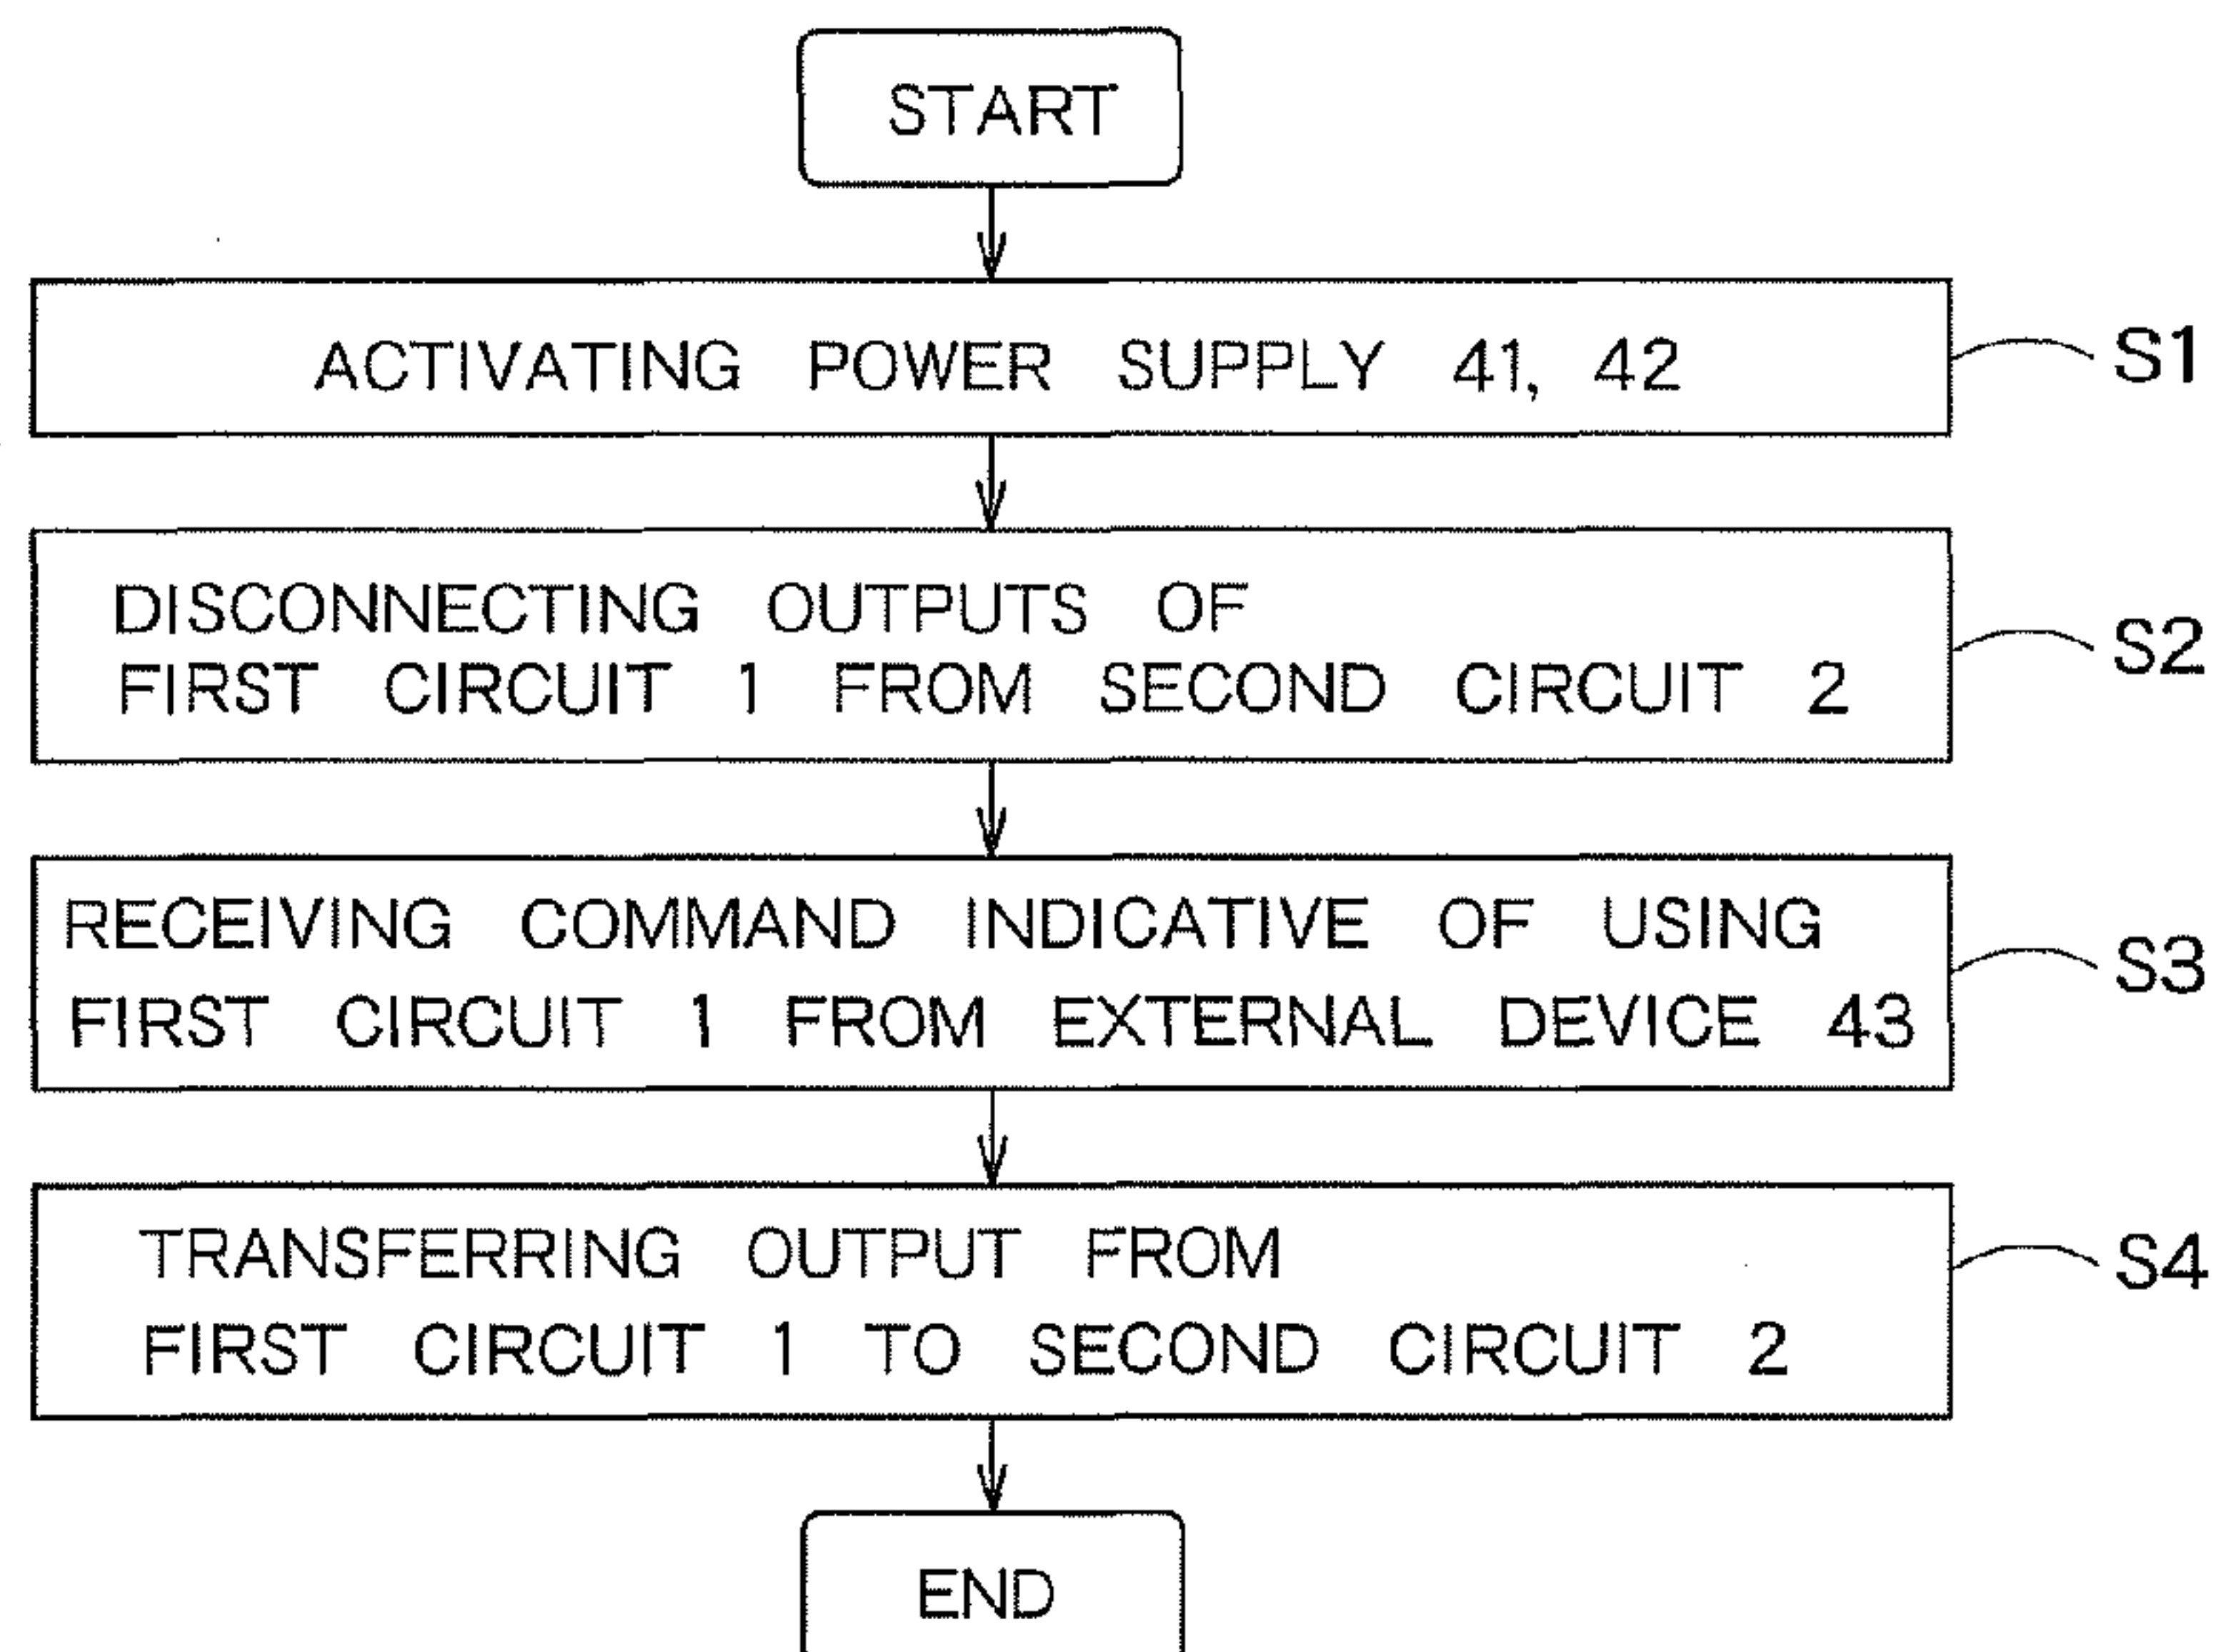 START
ACTIVATING POWER SUPPLY 41, 42
S1
DISCONNECTING OUTPUTS OF
FIRST CIRCUIT 1 FROM SECOND CIRCUIT 2
S2
RECEIVING COMMAND INDICATIVE OF USING
FIRST CIRCUIT 1 FROM EXTERNAL DEVICE 43
S3
TRANSFERRING OUTPUT FROM
FIRST CIRCUIT 1 TO SECOND CIRCUIT 2
S4
END